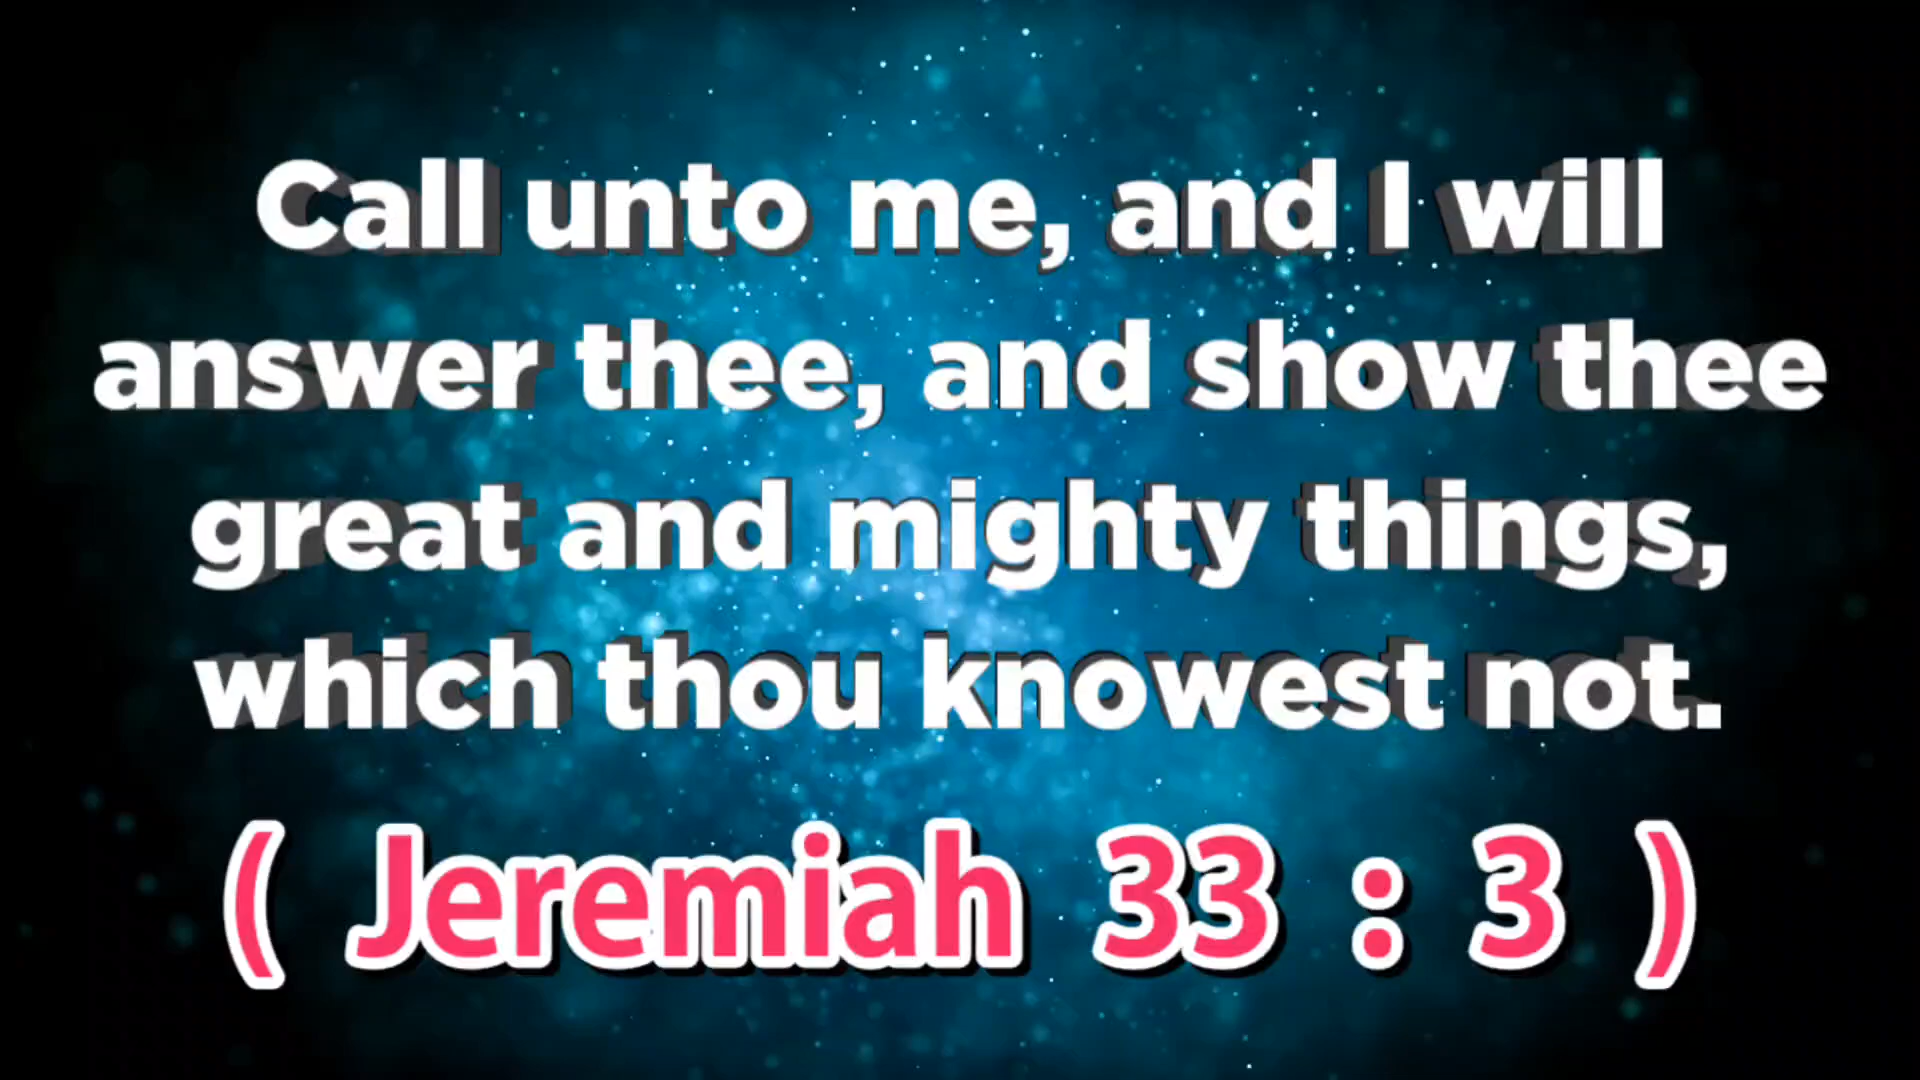 Call unto me, and I will
answer thee, and show thee
great and mighty things,
which thou knowest not.
( Jeremiah 33 : 3 )